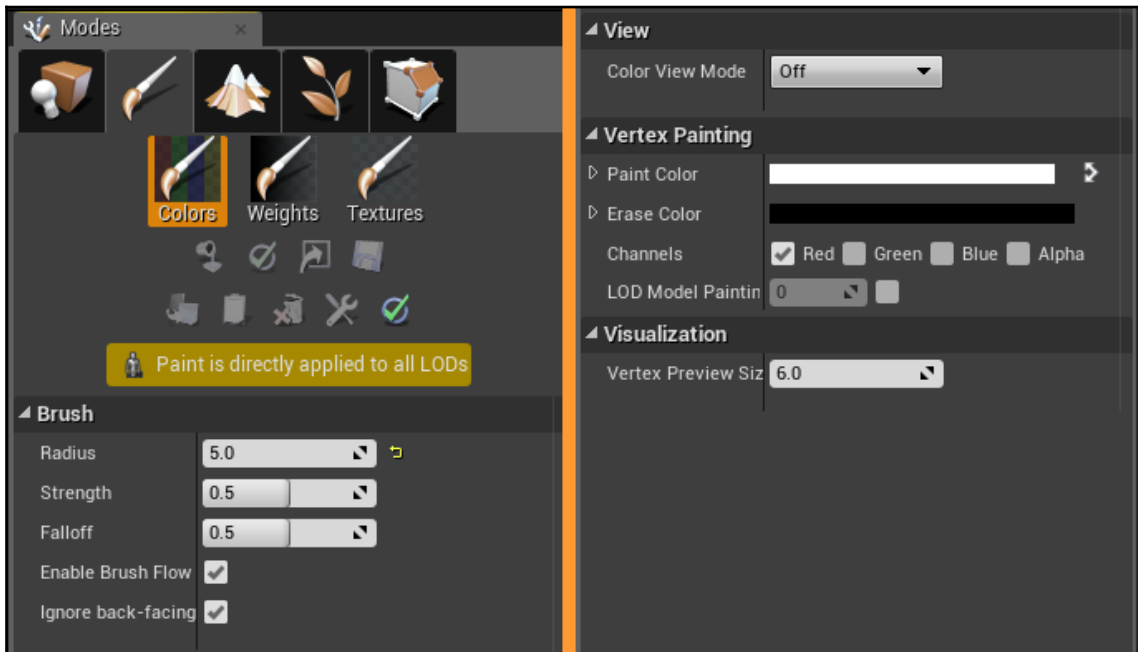 Modes
Colors Weights Textures
Paint is directly applied to all LODs
Brush
Radius 5.0
Strength 0.5
Falloff 0.5
Enable Brush Flow
Ignore back-facing
View
Color View Mode Off
Vertex Painting
Paint Color
Erase Color
Channels Red Green Blue Alpha
LOD Model Paintin 0
Visualization
Vertex Preview Siz 6.0